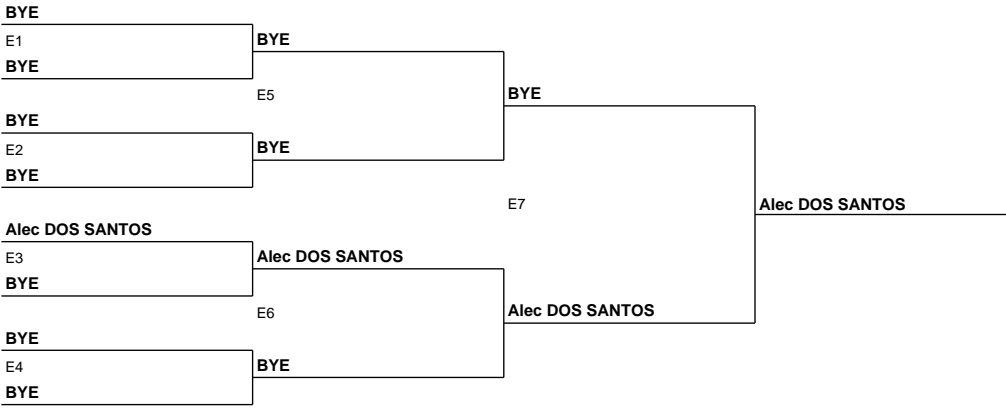 BYE
E1
BYE
BYE
E5
BYE
BYE
E2
BYE
BYE
E7
Alec DOS SANTOS
Alec DOS SANTOS
E3
Alec DOS SANTOS
BYE
E6
Alec DOS SANTOS
BYE
E4
BYE
BYE